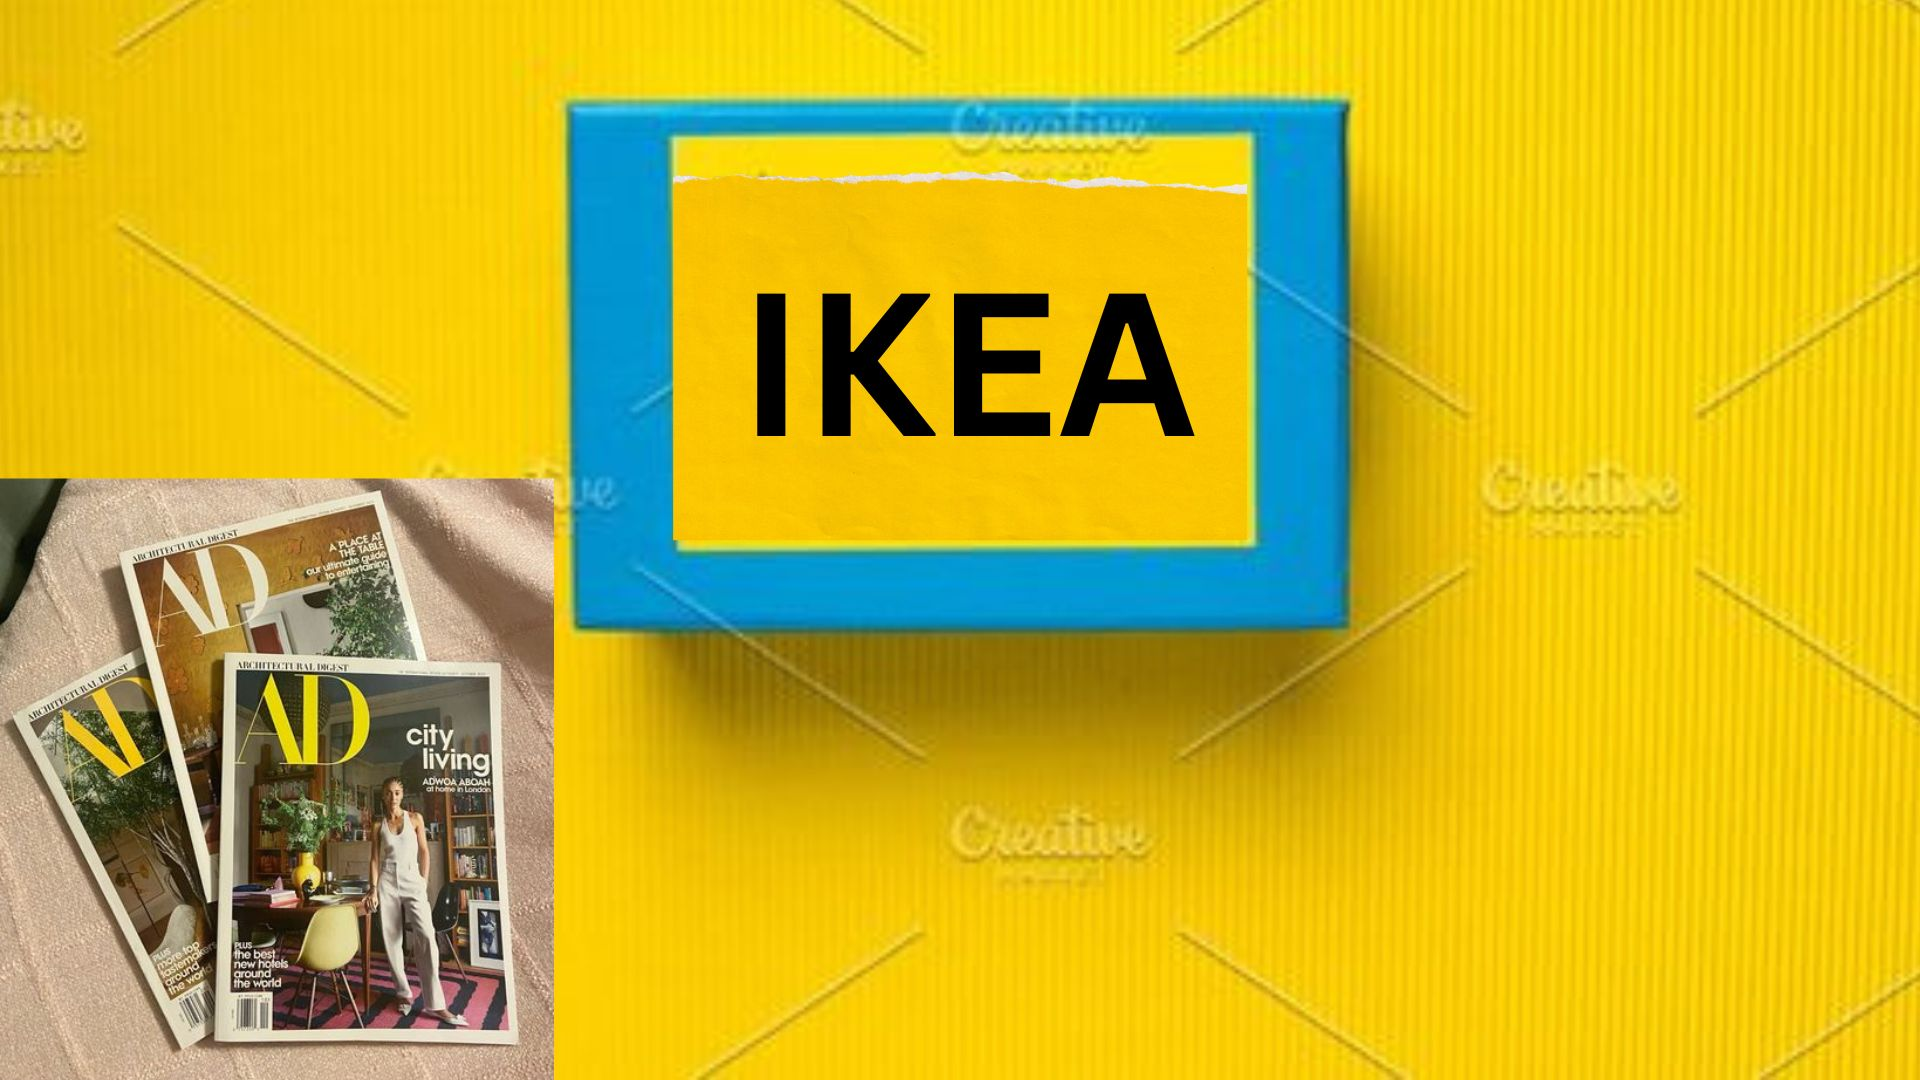 Creative
IKEA
Creative
Creative
ARCHITECTURAL DIGEST
AD
A PLACE AT
THE TABLE
our ultimate guide
to entertaining
ARCHITECTURAL DIGEST
AD
PLUS
more top
tastemakers
around
the world
ARCHITECTURAL DIGEST
AD
city
living
ADWOA ABOAH
at home in London
PLUS
the best
new hotels
around
the world